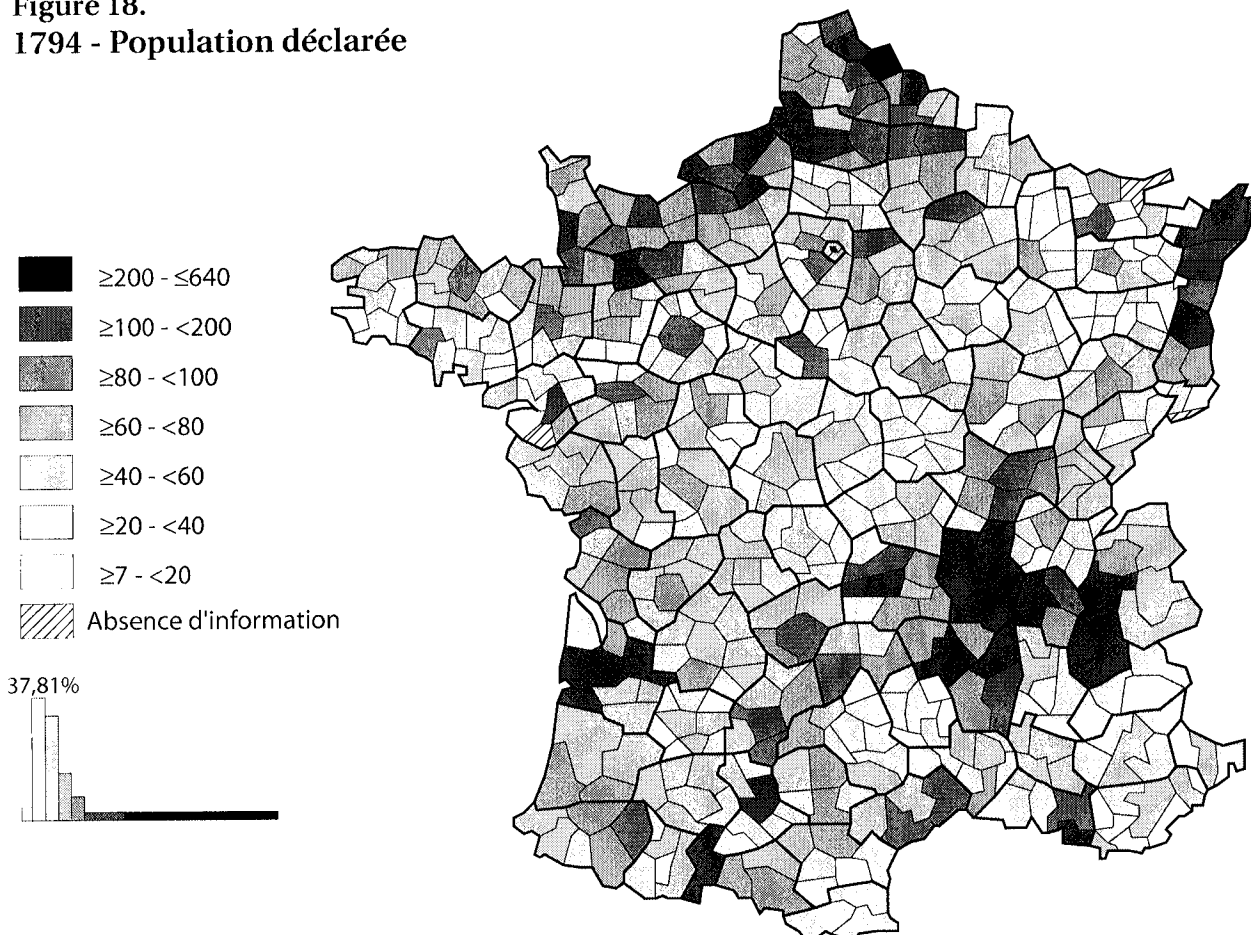 Figure 18.
1794 - Population déclarée
≥200 - ≤640
≥100 - <200
≥80 - <100
≥60 - <80
≥40 - <60
≥20 - <40
≥7 - <20
Absence d'information
37,81%